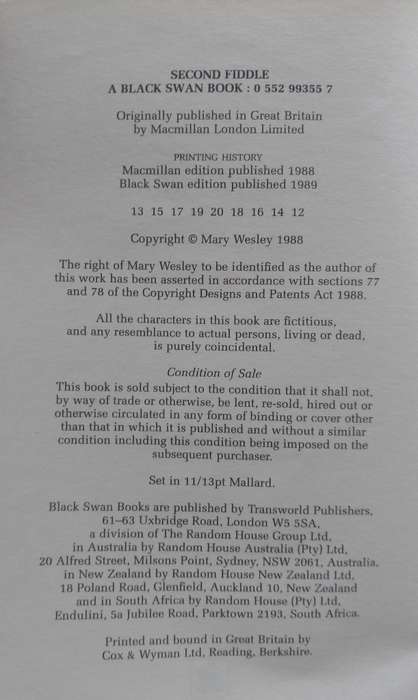 SECOND FIDDLE
A BLACK SWAN BOOK : 0 552 99355 7
Originally published in Great Britain
by Macmillan London Limited
PRINTING HISTORY
Macmillan edition published 1988
Black Swan edition published 1989
13 15 17 19 20 18 16 14 12
Copyright © Mary Wesley 1988
The right of Mary Wesley to be identified as the author of
this work has been asserted in accordance with sections 77
and 78 of the Copyright Designs and Patents Act 1988.
All the characters in this book are fictitious,
and any resemblance to actual persons, living or dead,
is purely coincidental.
Condition of Sale
This book is sold subject to the condition that it shall not,
by way of trade or otherwise, be lent, re-sold, hired out or
otherwise circulated in any form of binding or cover other
than that in which it is published and without a similar
condition including this condition being imposed on the
subsequent purchaser.
Set in 11/13pt Mallard.
Black Swan Books are published by Transworld Publishers,
61–63 Uxbridge Road, London W5 5SA,
a division of The Random House Group Ltd,
in Australia by Random House Australia (Pty) Ltd,
20 Alfred Street, Milsons Point, Sydney, NSW 2061, Australia,
in New Zealand by Random House New Zealand Ltd,
18 Poland Road, Glenfield, Auckland 10, New Zealand
and in South Africa by Random House (Pty) Ltd,
Endulini, 5a Jubilee Road, Parktown 2193, South Africa.
Printed and bound in Great Britain by
Cox & Wyman Ltd, Reading, Berkshire.